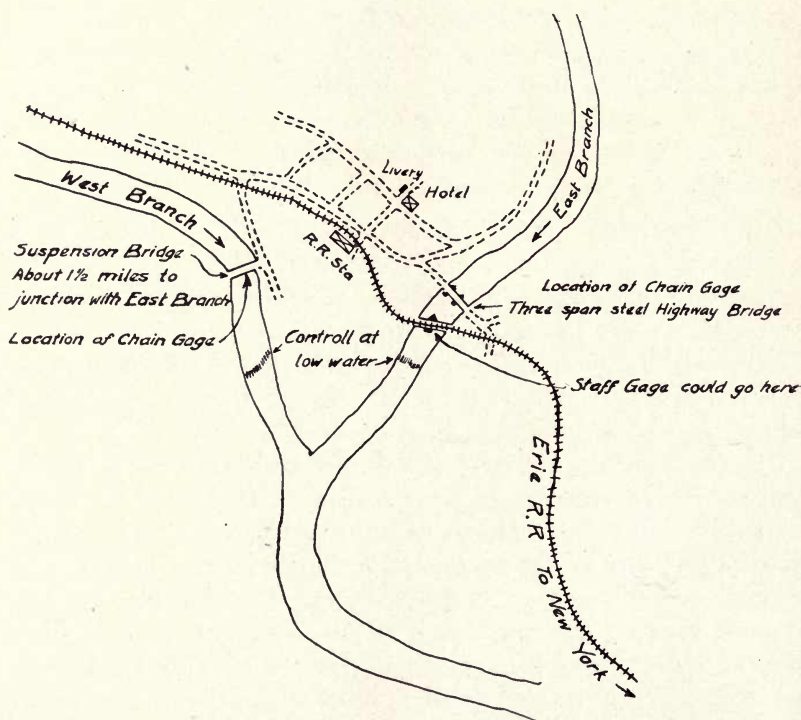 Livery
Hotel
East Branch
West Branch
R.R. Sta
Suspension Bridge
About 1½ miles to
junction with East Branch
Location of Chain Gage
Location of Chain Gage
Three span steel Highway Bridge
Controll at
low water
Staff Gage could go here
Erie R.R To New York